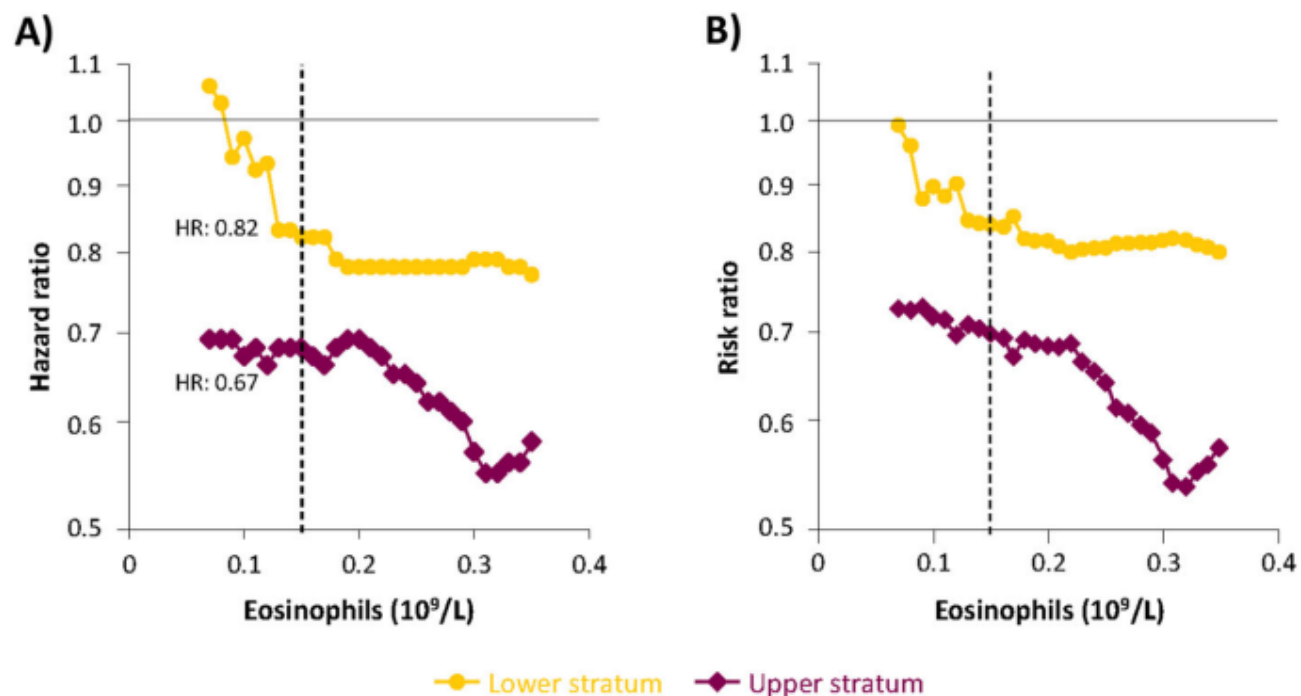 A)
1.1
1.0
0.9
0.8
0.7
0.6
0.5
Hazard ratio
HR: 0.82
HR: 0.67
0 0.1 0.2 0.3 0.4
Eosinophils (10⁹/L)
B)
1.1
1.0
0.9
0.8
0.7
0.6
0.5
Risk ratio
0 0.1 0.2 0.3 0.4
Eosinophils (10⁹/L)
Lower stratum Upper stratum